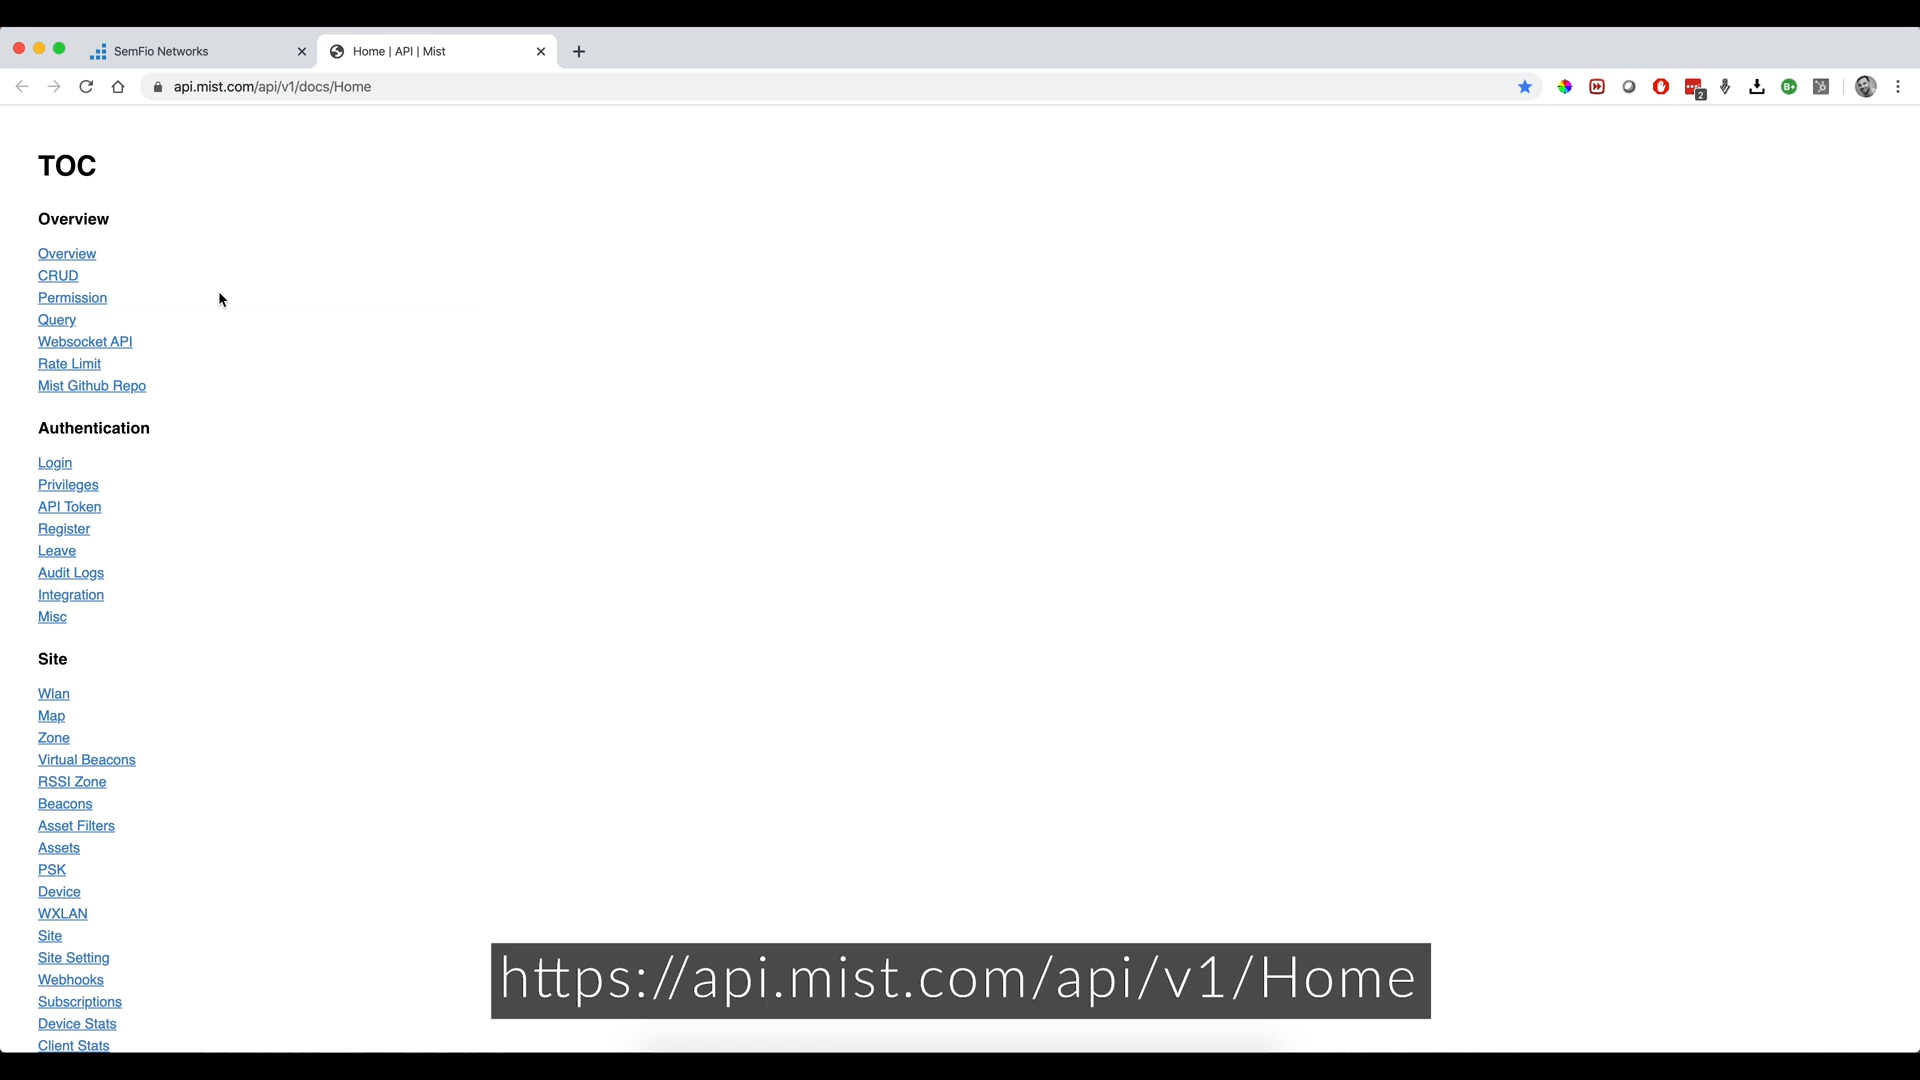 SemFio Networks
Home | API | Mist
api.mist.com/api/v1/docs/Home
2
B+
TOC
Overview
Overview
CRUD
Permission
Query
Websocket API
Rate Limit
Mist Github Repo
Authentication
Login
Privileges
API Token
Register
Leave
Audit Logs
Integration
Misc
Site
Wlan
Map
Zone
Virtual Beacons
RSSI Zone
Beacons
Asset Filters
Assets
PSK
Device
WXLAN
Site
Site Setting
Webhooks
Subscriptions
Device Stats
Client Stats
https://api.mist.com/api/v1/Home